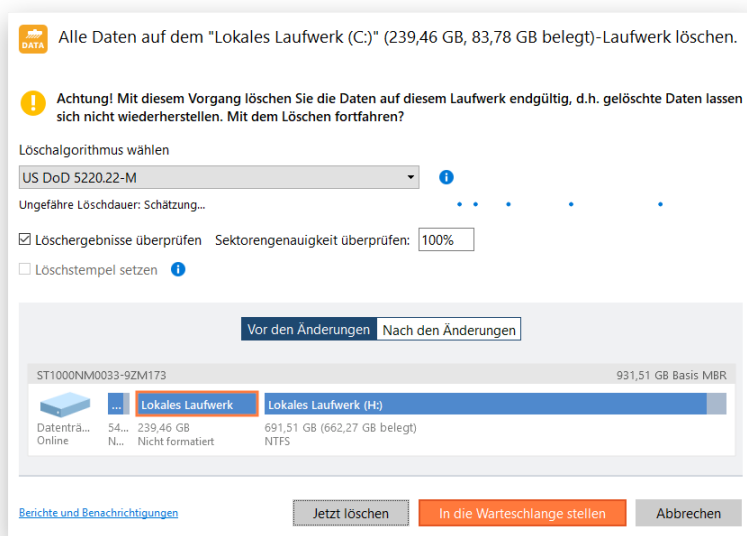 DATA
Alle Daten auf dem "Lokales Laufwerk (C:)" (239,46 GB, 83,78 GB belegt)-Laufwerk löschen.
Achtung! Mit diesem Vorgang löschen Sie die Daten auf diesem Laufwerk endgültig, d.h. gelöschte Daten lassen
sich nicht wiederherstellen. Mit dem Löschen fortfahren?
Löschalgorithmus wählen
US DoD 5220.22-M
Ungefähre Löschdauer: Schätzung...
Löschergebnisse überprüfen Sektorengenauigkeit überprüfen: 100%
Löschstempel setzen
Vor den Änderungen Nach den Änderungen
ST1000NM0033-9ZM173 931,51 GB Basis MBR
... Lokales Laufwerk Lokales Laufwerk (H:)
Datenträ... 54... 239,46 GB 691,51 GB (662,27 GB belegt)
Online N... Nicht formatiert NTFS
Berichte und Benachrichtigungen Jetzt löschen In die Warteschlange stellen Abbrechen